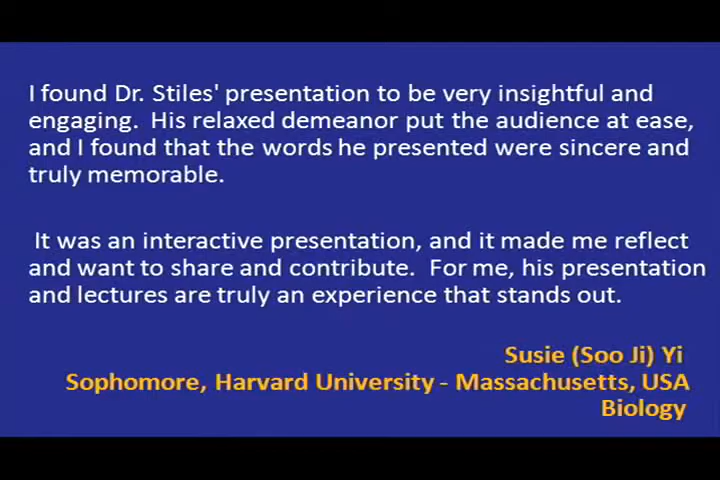 I found Dr. Stiles' presentation to be very insightful and
engaging.  His relaxed demeanor put the audience at ease,
and I found that the words he presented were sincere and
truly memorable.
It was an interactive presentation, and it made me reflect
and want to share and contribute.  For me, his presentation
and lectures are truly an experience that stands out.
Susie (Soo Ji) Yi
Sophomore, Harvard University - Massachusetts, USA
Biology